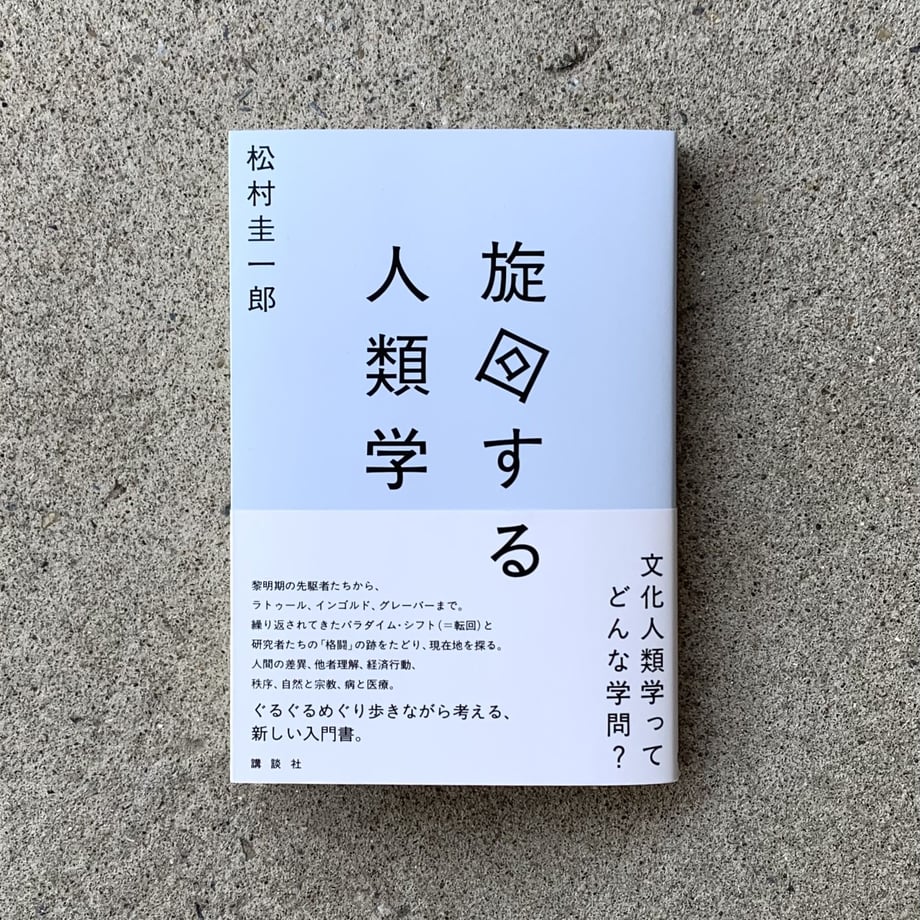 松村圭一郎
旋回する
人類学
文化人類学って
どんな学問?
黎明期の先駆者たちから、
ラトゥール、インゴルド、グレーバーまで。
繰り返されてきたパラダイム・シフト(＝転回)と
研究者たちの「格闘」の跡をたどり、現在地を探る。
人間の差異、他者理解、経済行動、
秩序、自然と宗教、病と医療。
ぐるぐるめぐり歩きながら考える、
新しい入門書。
講談社